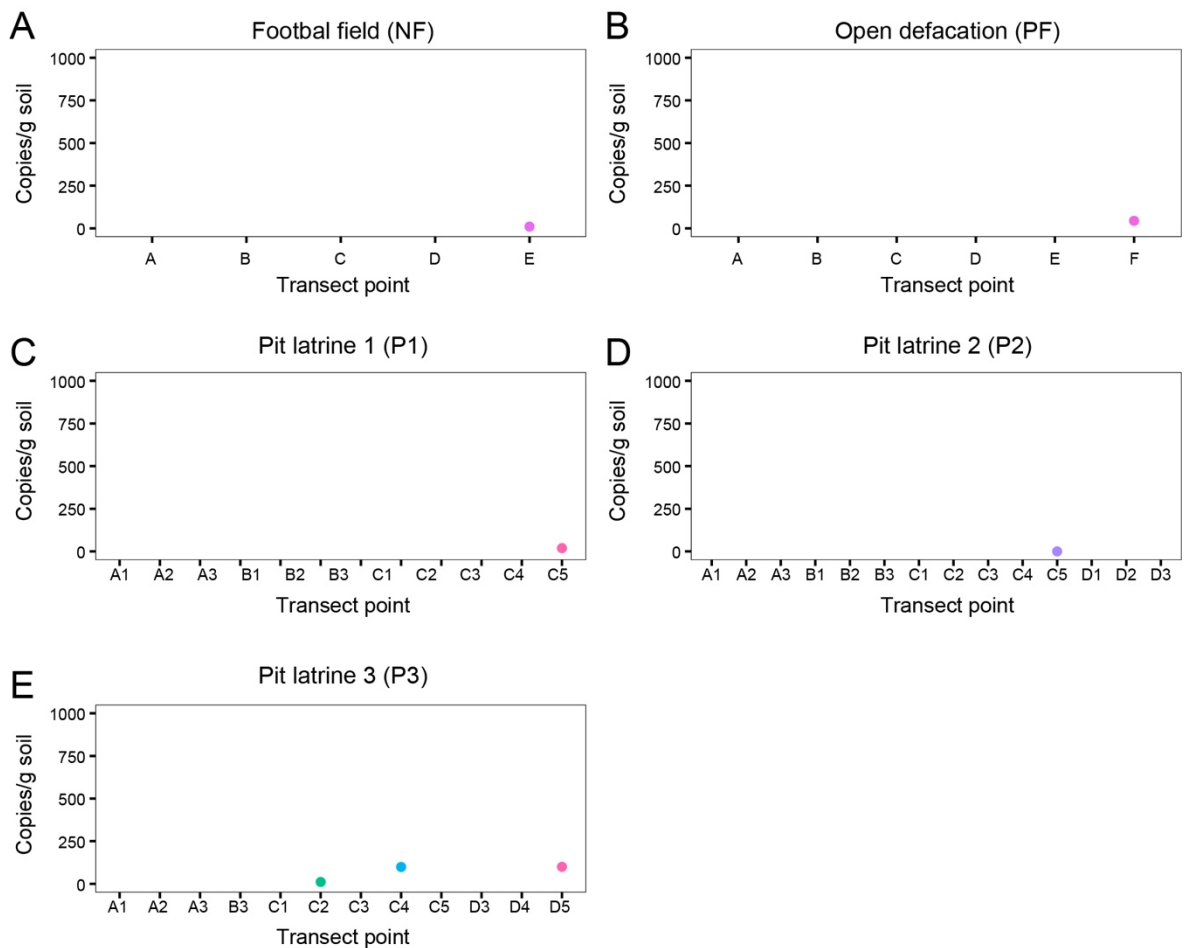 A
Footbal field (NF)
Copies/g soil
1000
750
500
250
0
A B C D E
Transect point
B
Open defacation (PF)
Copies/g soil
1000
750
500
250
0
A B C D E F
Transect point
C
Pit latrine 1 (P1)
Copies/g soil
1000
750
500
250
0
A1 A2 A3 B1 B2 B3 C1 C2 C3 C4 C5
Transect point
D
Pit latrine 2 (P2)
Copies/g soil
1000
750
500
250
0
A1 A2 A3 B1 B2 B3 C1 C2 C3 C4 C5 D1 D2 D3
Transect point
E
Pit latrine 3 (P3)
Copies/g soil
1000
750
500
250
0
A1 A2 A3 B3 C1 C2 C3 C4 C5 D3 D4 D5
Transect point